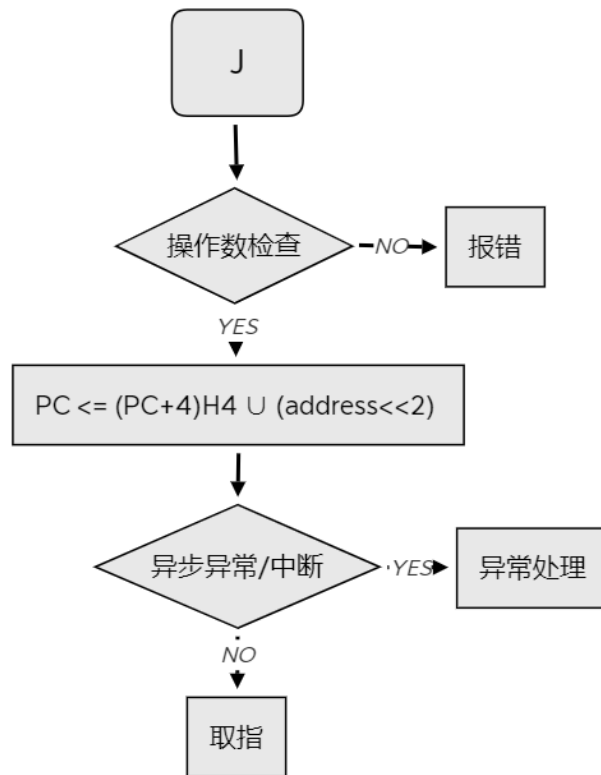 J
操作数检查
NO
报错
YES
PC <= (PC+4)H4 ∪ (address<<2)
异步异常/中断
YES
异常处理
NO
取指